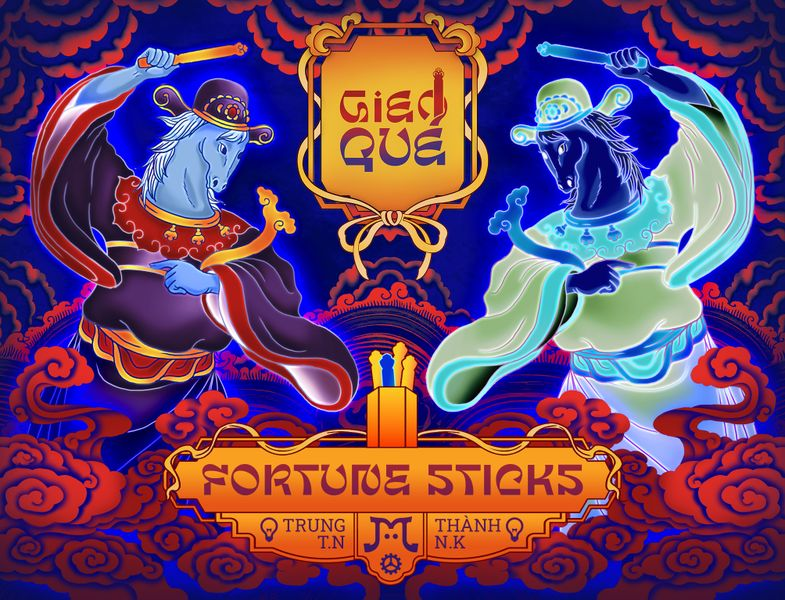 GIEO
QUẺ
FORTUNE STICKS
TRUNG
T.N
M
THÀNH
N.K